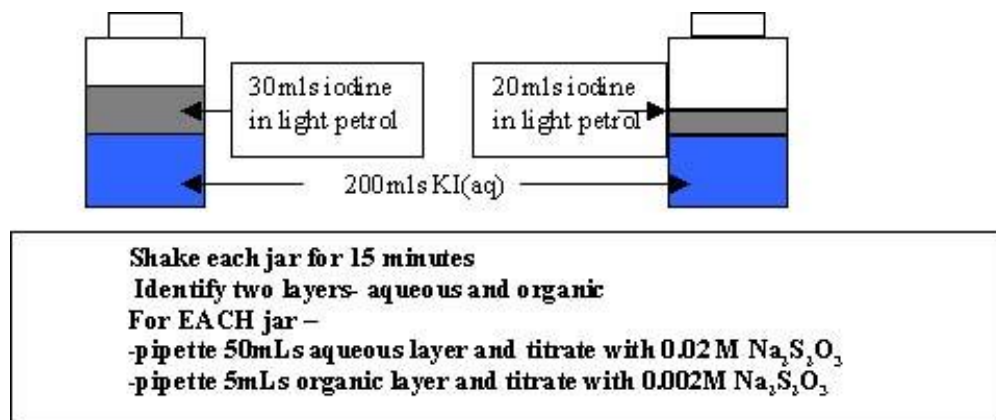 30mls iodine
in light petrol
20mls iodine
in light petrol
200mls KI(aq)
Shake each jar for 15 minutes
Identify two layers- aqueous and organic
For EACH jar –
-pipette 50mLs aqueous layer and titrate with 0.02 M Na₂S₂O₃
-pipette 5mLs organic layer and titrate with 0.002M Na₂S₂O₃